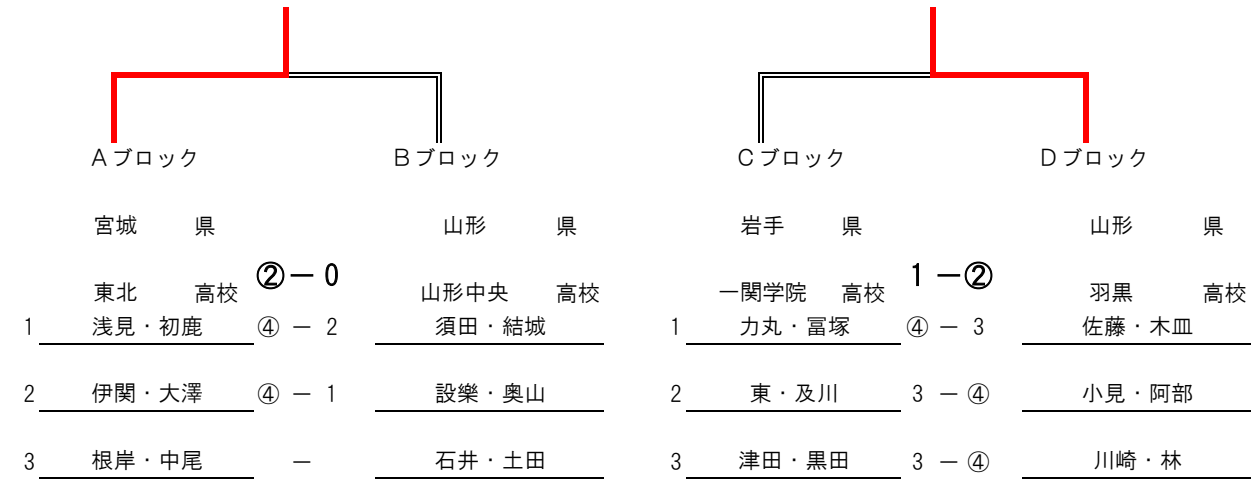 Aブロック Bブロック Cブロック Dブロック
宮城 県 山形 県 岩手 県 山形 県
②－0 1－②
東北 高校 山形中央 高校 一関学院 高校 羽黒 高校
1 浅見・初鹿 ④ － 2 須田・結城 1 力丸・冨塚 ④ － 3 佐藤・木皿
2 伊関・大澤 ④ － 1 設樂・奥山 2 東・及川 3 － ④ 小見・阿部
3 根岸・中尾 － 石井・土田 3 津田・黒田 3 － ④ 川崎・林